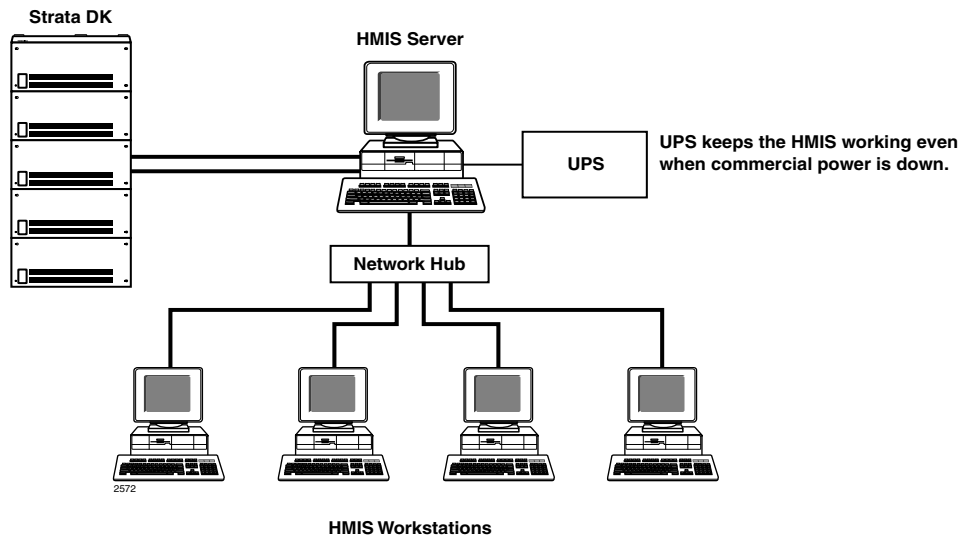 Strata DK
HMIS Server
UPS
UPS keeps the HMIS working even
when commercial power is down.
Network Hub
2572
HMIS Workstations